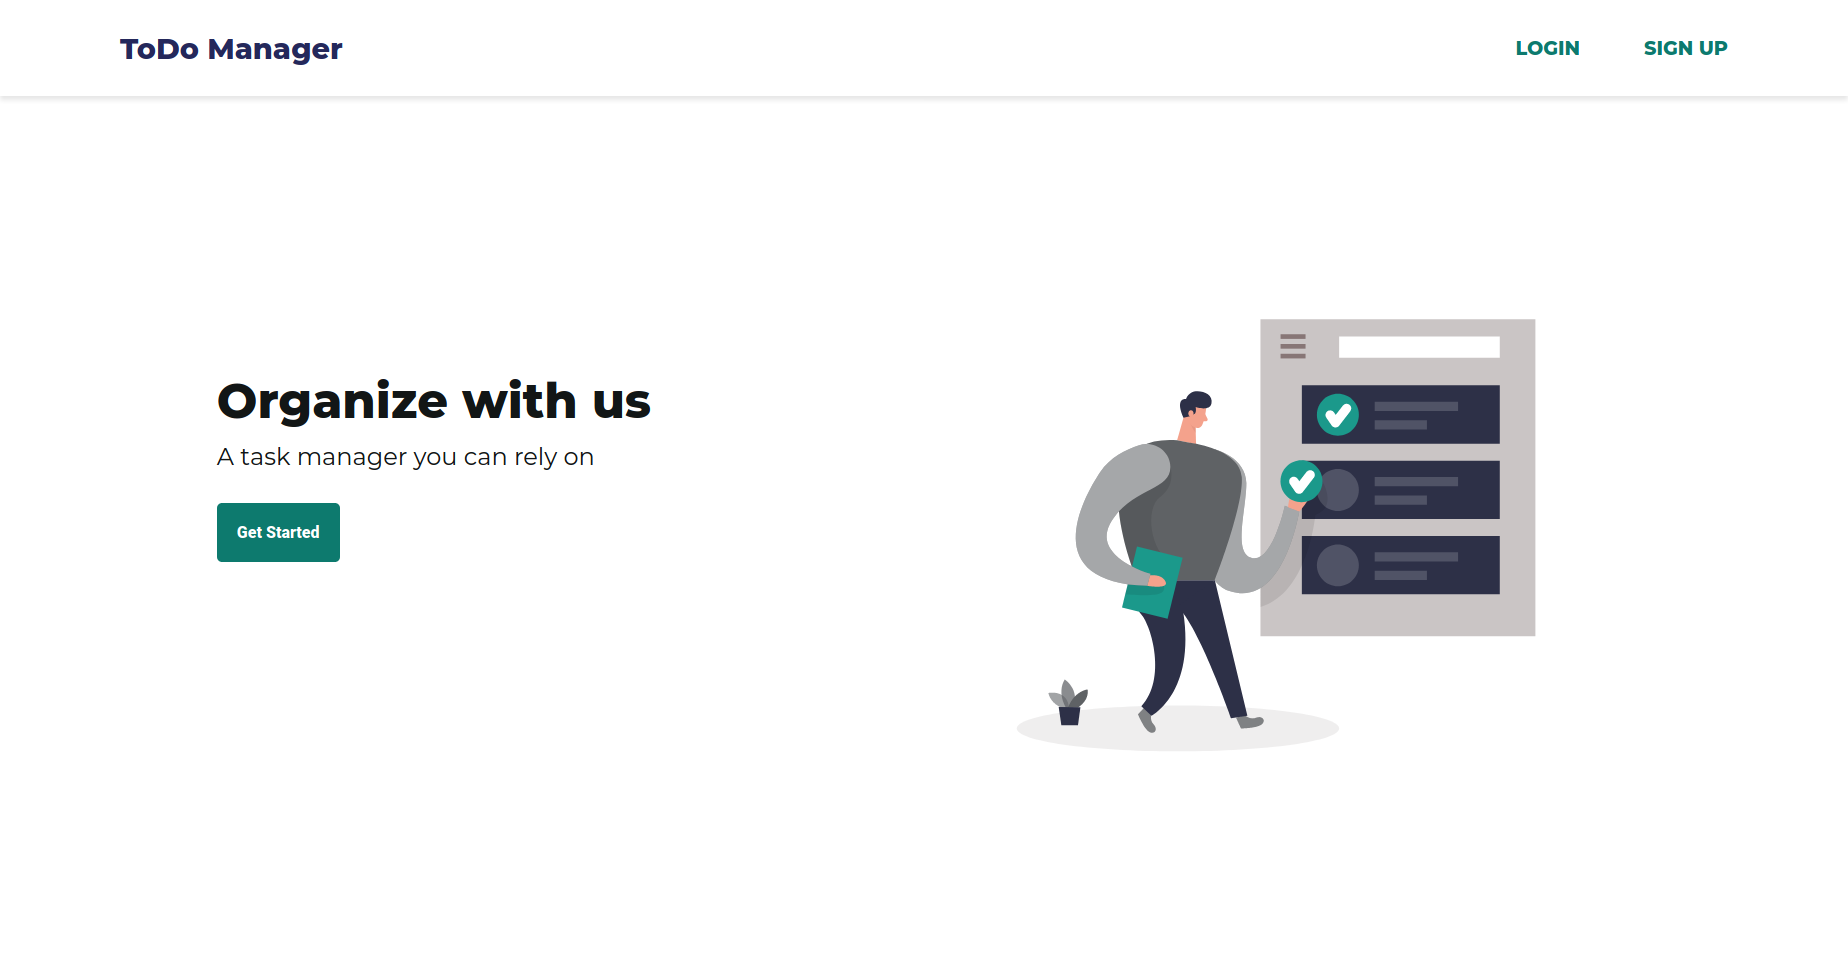 ToDo Manager
LOGIN
SIGN UP
Organize with us
A task manager you can rely on
Get Started